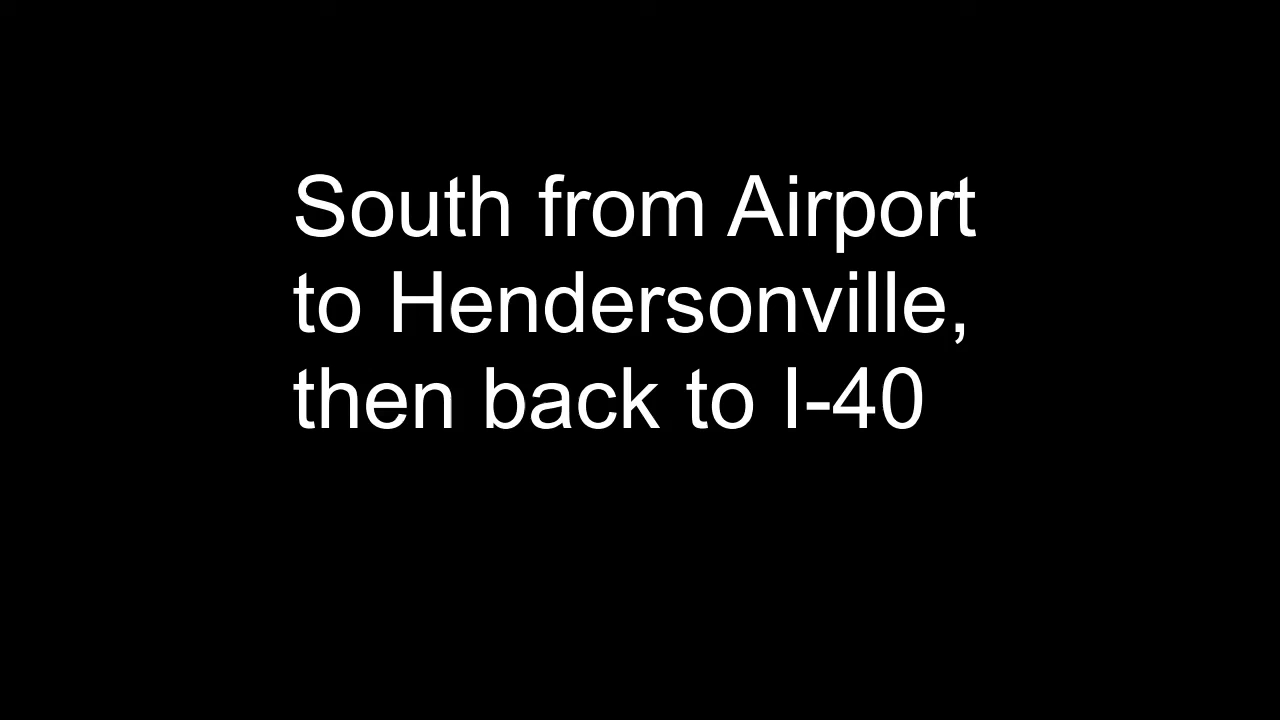 South from Airport
to Hendersonville,
then back to I-40